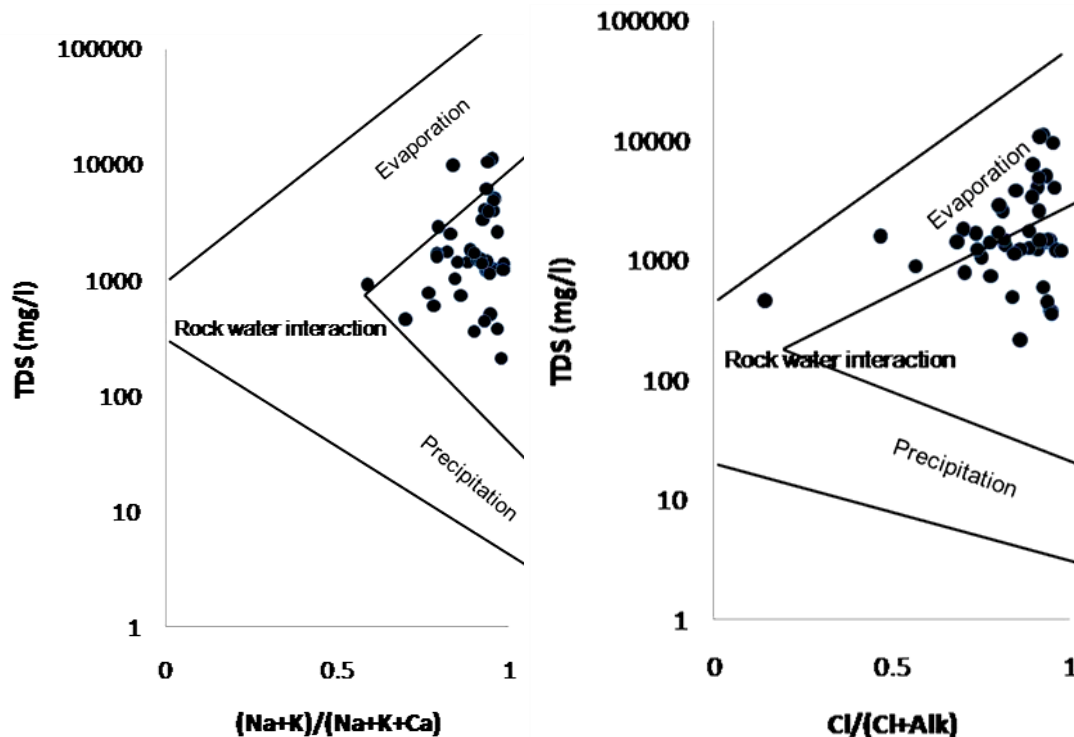 100000
10000
1000
100
10
1
TDS (mg/l)
Evaporation
Rock water interaction
Precipitation
0
0.5
1
(Na+K)/(Na+K+Ca)
100000
10000
1000
100
10
1
TDS (mg/l)
Evaporation
Rock water interaction
Precipitation
0
0.5
1
Cl/(Cl+Alk)